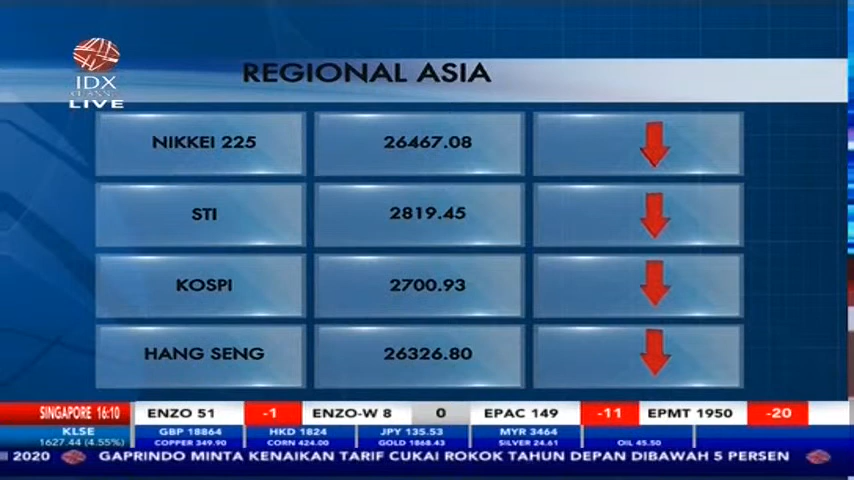 IDX
CHANNEL
LIVE
REGIONAL ASIA
NIKKEI 225 26467.08
STI 2819.45
KOSPI 2700.93
HANG SENG 26326.80
SINGAPORE 16:10 ENZO 51 -1 ENZO-W 8 0 EPAC 149 -11 EPMT 1950 -20
KLSE GBP 18864 HKD 1824 JPY 135.53 MYR 3464
1627.44 (4.55%) COPPER 349.90 CORN 424.00 GOLD 1868.43 SILVER 24.61 OIL 45.50
2020 GAPRINDO MINTA KENAIKAN TARIF CUKAI ROKOK TAHUN DEPAN DIBAWAH 5 PERSEN